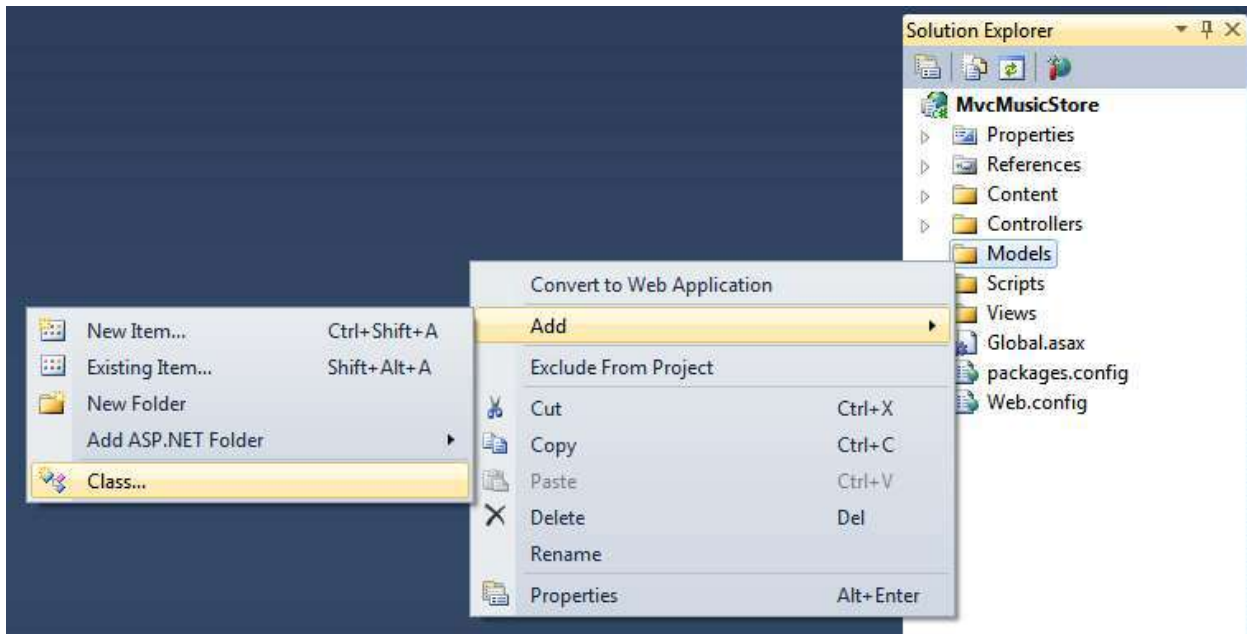 Solution Explorer
MvcMusicStore
Properties
References
Content
Controllers
Models
Scripts
Views
Global.asax
packages.config
Web.config
Convert to Web Application
Add
Exclude From Project
Cut Ctrl+X
Copy Ctrl+C
Paste Ctrl+V
Delete Del
Rename
Properties Alt+Enter
New Item... Ctrl+Shift+A
Existing Item... Shift+Alt+A
New Folder
Add ASP.NET Folder
Class...